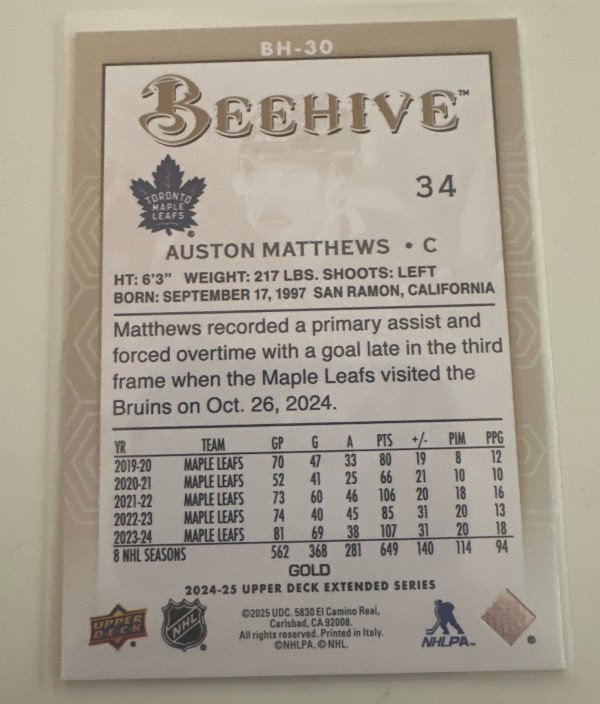 BH-30
BEEHIVE™
TORONTO
MAPLE
LEAFS
34
AUSTON MATTHEWS • C
HT: 6'3" WEIGHT: 217 LBS. SHOOTS: LEFT
BORN: SEPTEMBER 17, 1997 SAN RAMON, CALIFORNIA
Matthews recorded a primary assist and
forced overtime with a goal late in the third
frame when the Maple Leafs visited the
Bruins on Oct. 26, 2024.
YR TEAM GP G A PTS +/- PIM PPG
2019-20 MAPLE LEAFS 70 47 33 80 19 8 12
2020-21 MAPLE LEAFS 52 41 25 66 21 10 10
2021-22 MAPLE LEAFS 73 60 46 106 20 18 16
2022-23 MAPLE LEAFS 74 40 45 85 31 20 13
2023-24 MAPLE LEAFS 81 69 38 107 31 20 18
8 NHL SEASONS 562 368 281 649 140 114 94
GOLD
2024-25 UPPER DECK EXTENDED SERIES
UPPER
DECK
NHL
©2025 UDC. 5830 El Camino Real,
Carlsbad, CA 92008.
All rights reserved. Printed in Italy.
©NHLPA. © NHL.
NHLPA™